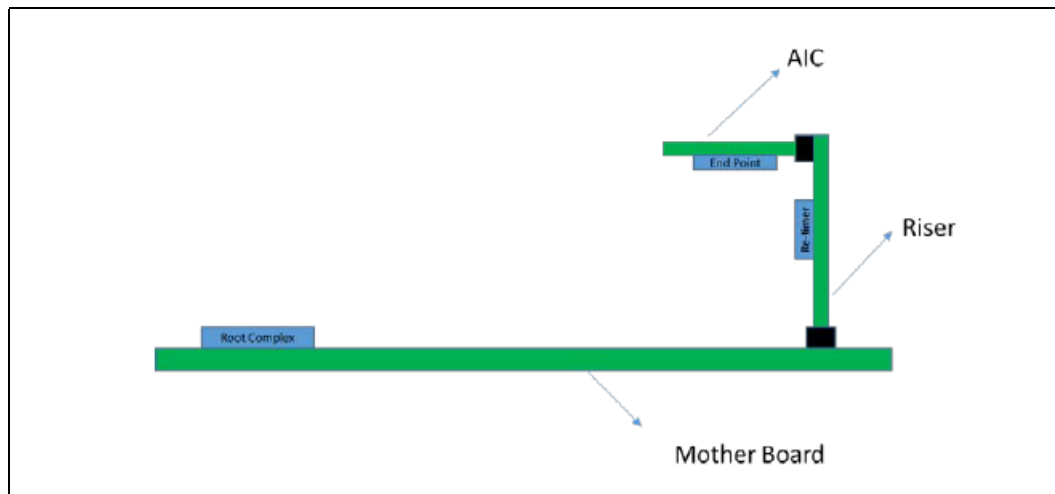 AIC
End Point
Re-timer
Riser
Root Complex
Mother Board